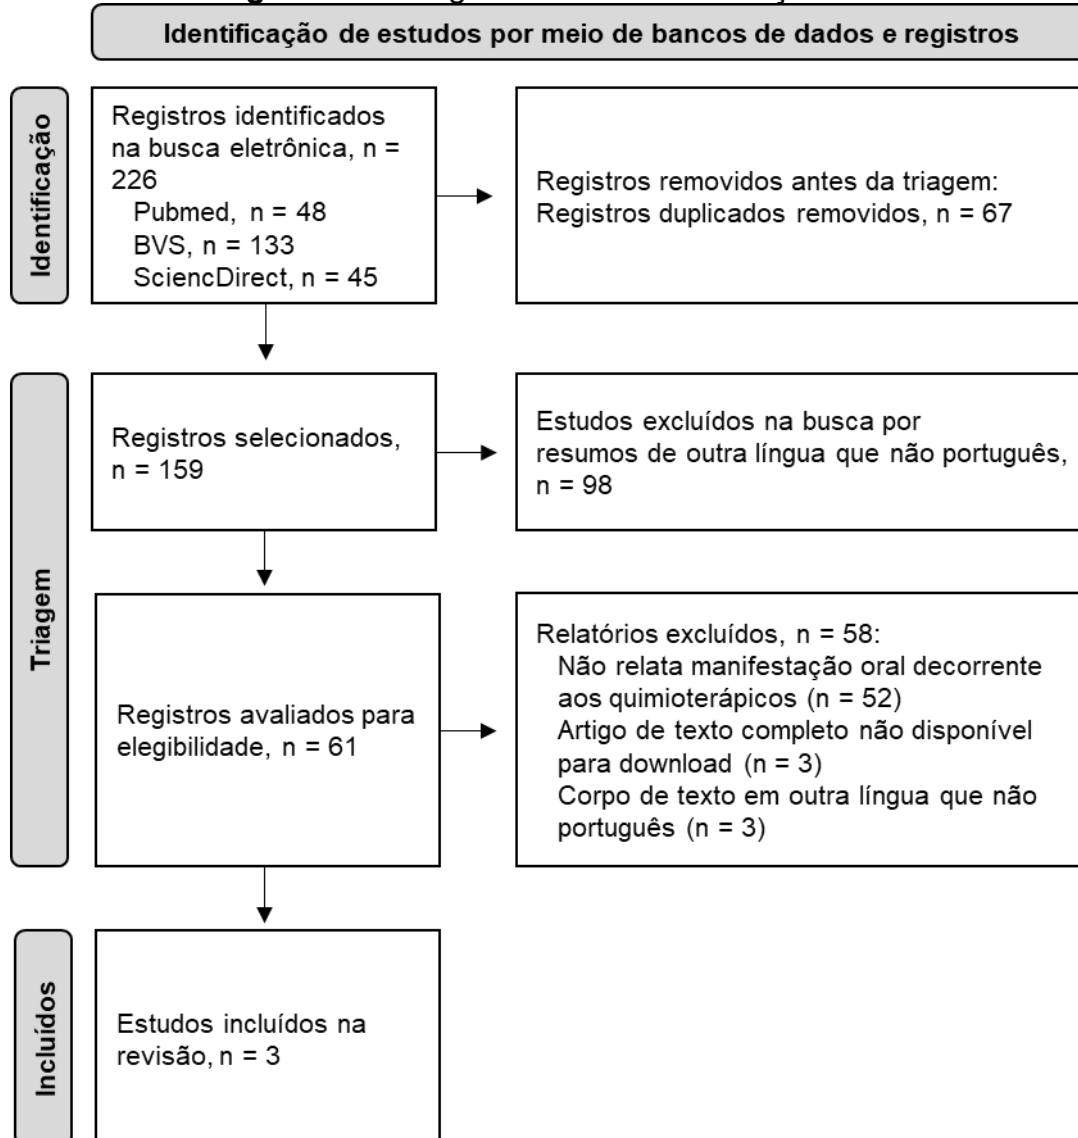 Identificação de estudos por meio de bancos de dados e registros
Identificação
Registros identificados
na busca eletrônica, n =
226
Pubmed, n = 48
BVS, n = 133
SciencDirect, n = 45
Registros removidos antes da triagem:
Registros duplicados removidos, n = 67
Triagem
Registros selecionados,
n = 159
Estudos excluídos na busca por
resumos de outra língua que não português,
n = 98
Registros avaliados para
elegibilidade, n = 61
Relatórios excluídos, n = 58:
Não relata manifestação oral decorrente
aos quimioterápicos (n = 52)
Artigo de texto completo não disponível
para download (n = 3)
Corpo de texto em outra língua que não
português (n = 3)
Incluídos
Estudos incluídos na
revisão, n = 3